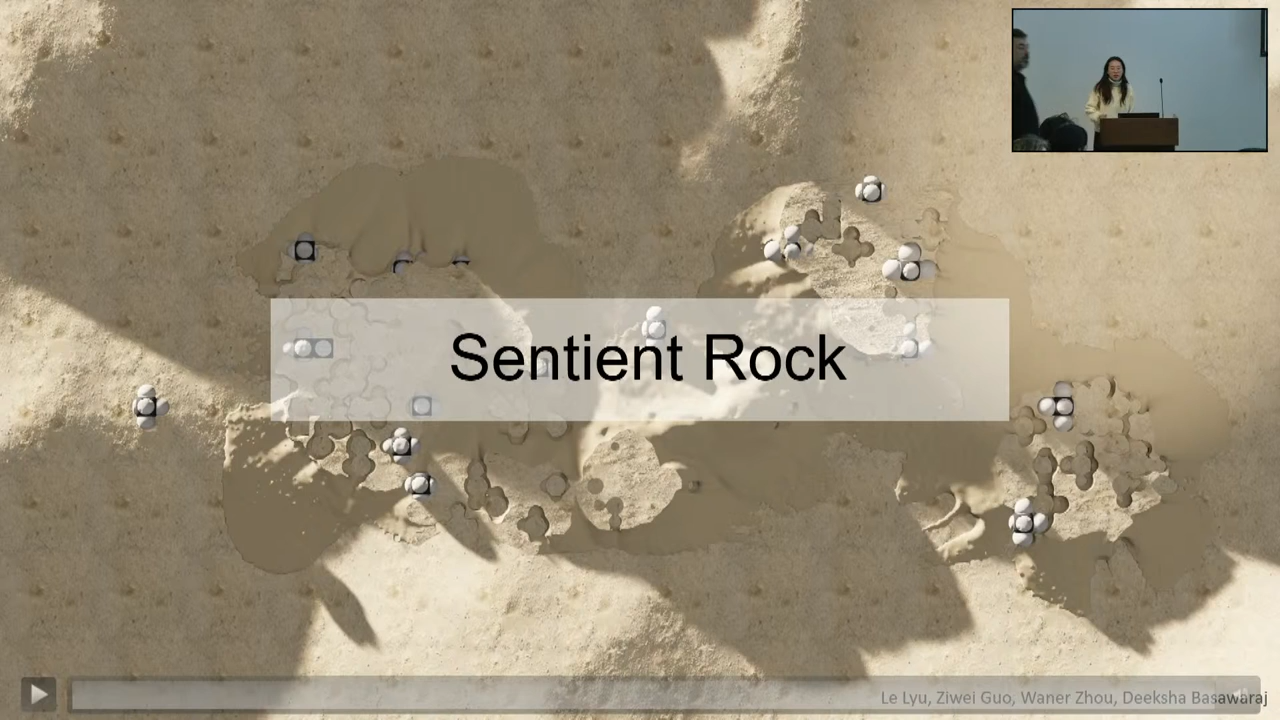 Sentient Rock
Le Lyu, Ziwei Guo, Waner Zhou, Deeksha Basawaraj